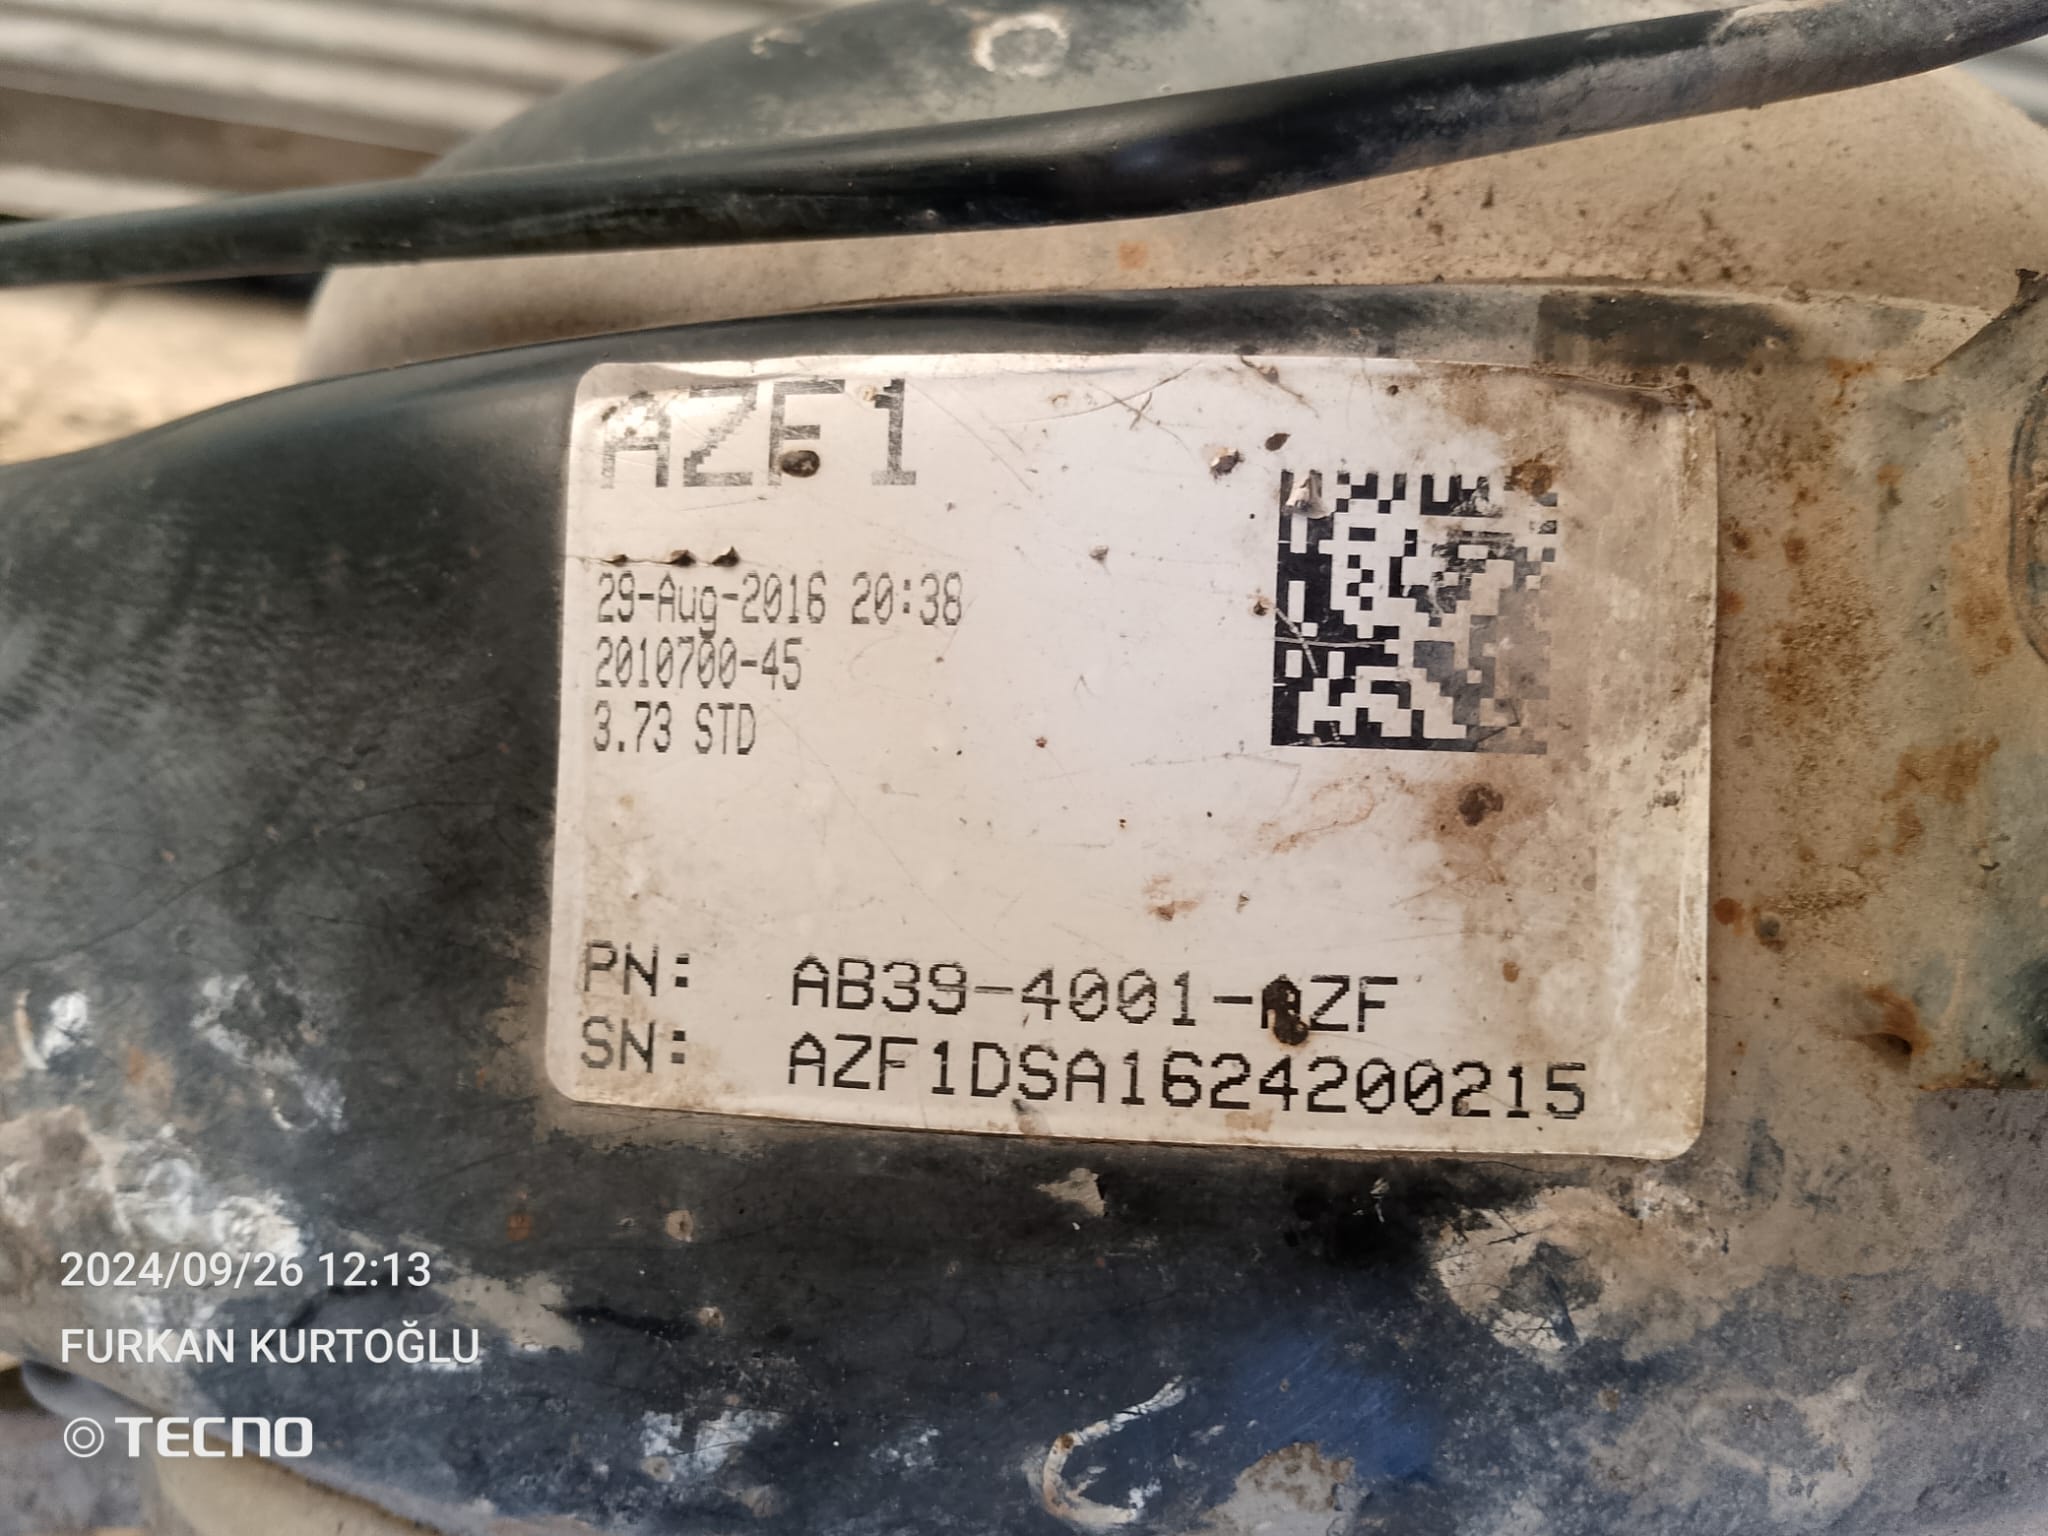 AZF1
29-Aug-2016 20:38
2010700-45
3.73 STD
PN: AB39-4001-AZF
SN: AZF1DSA1624200215
2024/09/26 12:13
FURKAN KURTOĞLU
TECNO